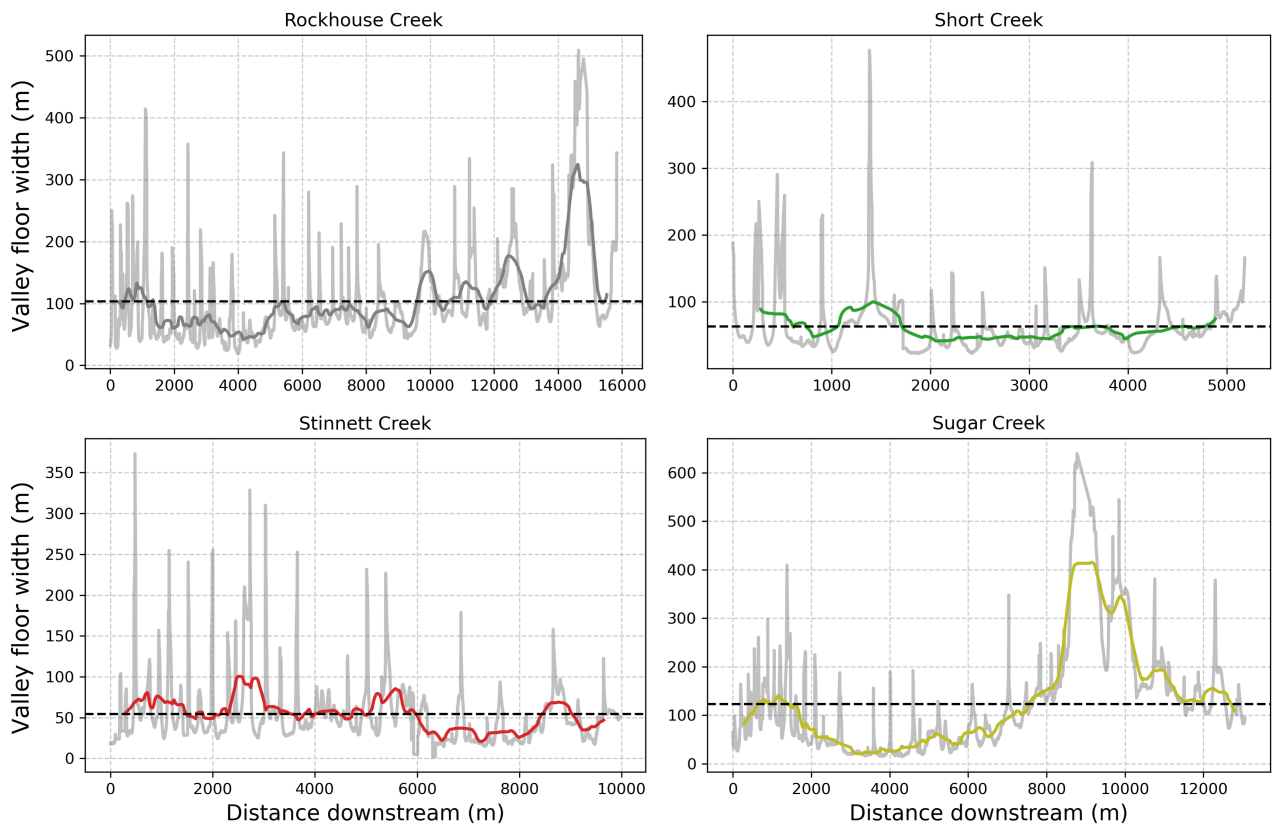 Rockhouse Creek
Short Creek
Valley floor width (m)
500
400
300
200
100
0
0 2000 4000 6000 8000 10000 12000 14000 16000
400
300
200
100
0 1000 2000 3000 4000 5000
Stinnett Creek
Sugar Creek
Valley floor width (m)
350
300
250
200
150
100
50
0
0 2000 4000 6000 8000 10000
Distance downstream (m)
600
500
400
300
200
100
0
0 2000 4000 6000 8000 10000 12000
Distance downstream (m)